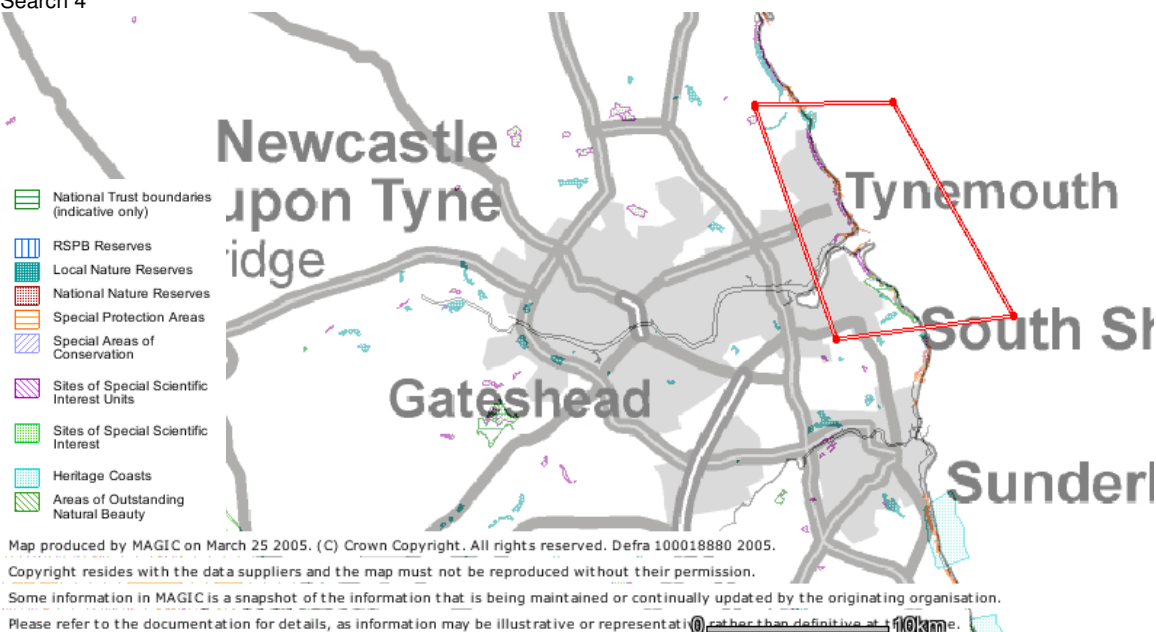 Search 4
Newcastle
upon Tyne
ridge
Tynemouth
South Sh
Gateshead
Sunderl
National Trust boundaries
(indicative only)
RSPB Reserves
Local Nature Reserves
National Nature Reserves
Special Protection Areas
Special Areas of
Conservation
Sites of Special Scientific
Interest Units
Sites of Special Scientific
Interest
Heritage Coasts
Areas of Outstanding
Natural Beauty
Map produced by MAGIC on March 25 2005. (C) Crown Copyright. All rights reserved. Defra 100018880 2005.
Copyright resides with the data suppliers and the map must not be reproduced without their permission.
Some information in MAGIC is a snapshot of the information that is being maintained or continually updated by the originating organisation.
Please refer to the documentation for details, as information may be illustrative or representative rather than definitive at
0 10km